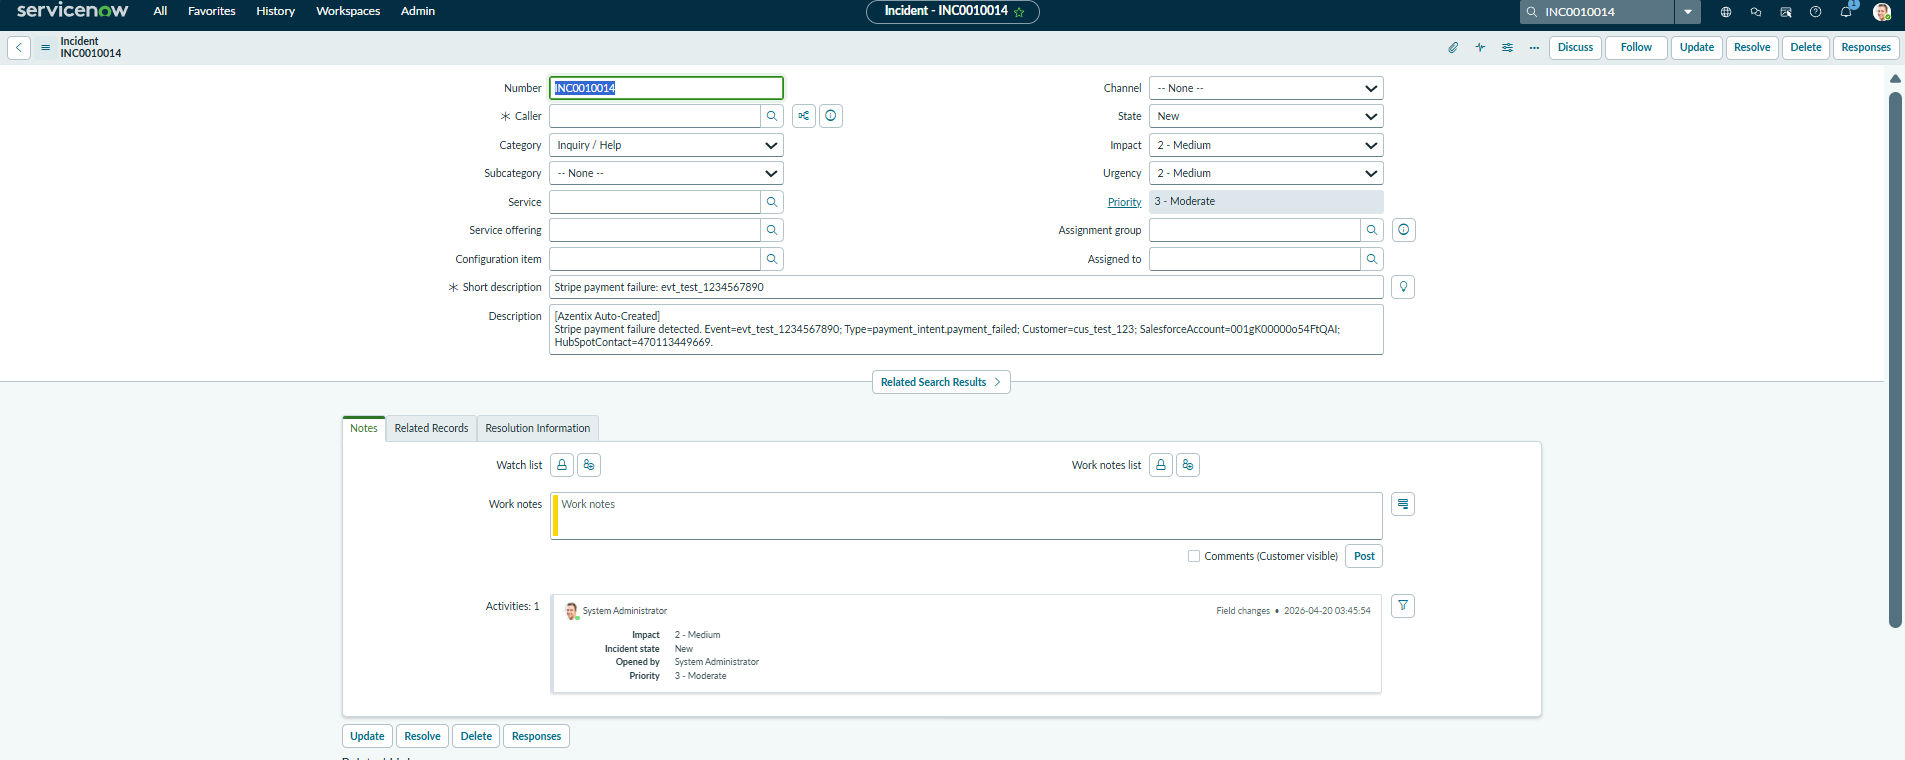 servicenow All Favorites History Workspaces Admin Incident - INC0010014 INC0010014 1
Incident
INC0010014
Discuss Follow Update Resolve Delete Responses
Number INC0010014 Channel -- None --
Caller State New
Category Inquiry / Help Impact 2 - Medium
Subcategory -- None -- Urgency 2 - Medium
Service Priority 3 - Moderate
Service offering Assignment group
Configuration item Assigned to
Short description Stripe payment failure: evt_test_1234567890
Description [Azentix Auto-Created]
Stripe payment failure detected. Event=evt_test_1234567890; Type=payment_intent.payment_failed; Customer=cus_test_123; SalesforceAccount=001gK00000o54FtQAI;
HubSpotContact=470113449669.
Related Search Results
Notes Related Records Resolution Information
Watch list Work notes list
Work notes Work notes
Comments (Customer visible) Post
Activities: 1 System Administrator Field changes • 2026-04-20 03:45:54
Impact 2 - Medium
Incident state New
Opened by System Administrator
Priority 3 - Moderate
Update Resolve Delete Responses